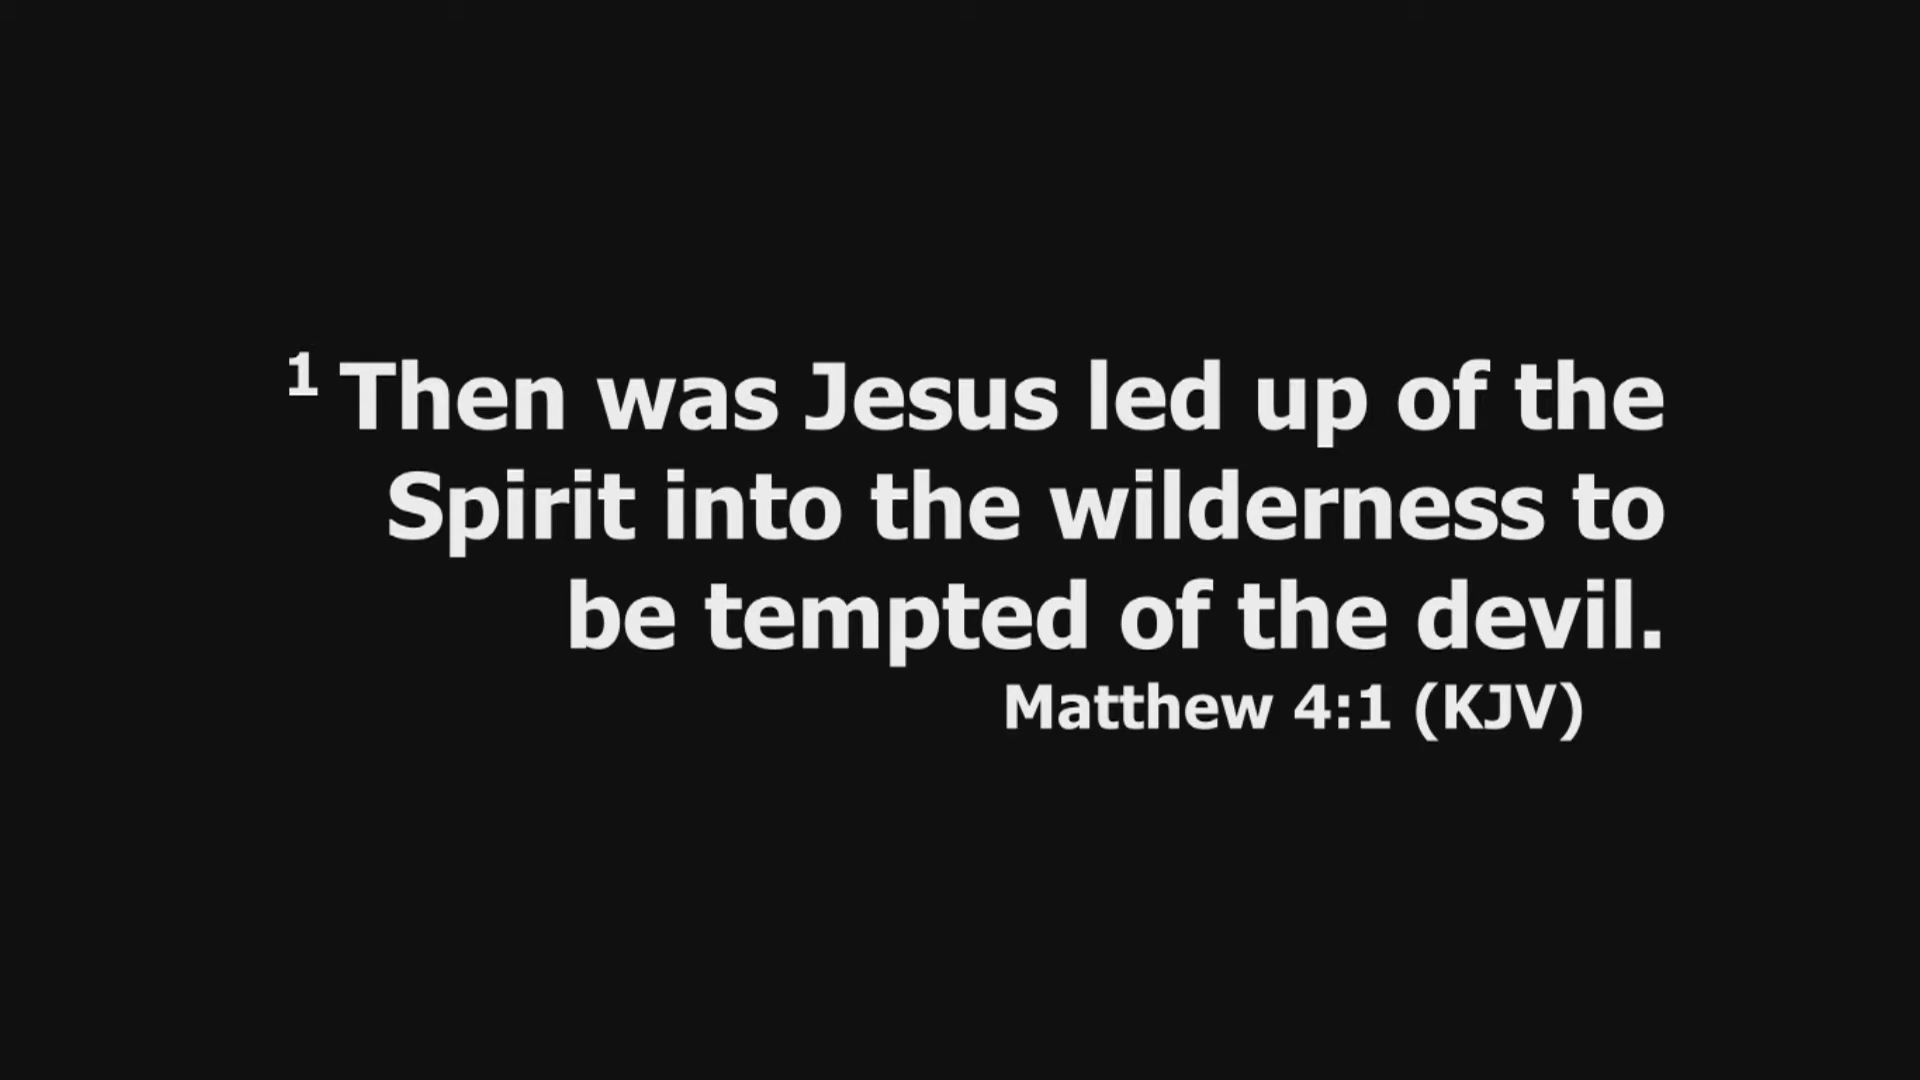 1 Then was Jesus led up of the
Spirit into the wilderness to
be tempted of the devil.
Matthew 4:1 (KJV)